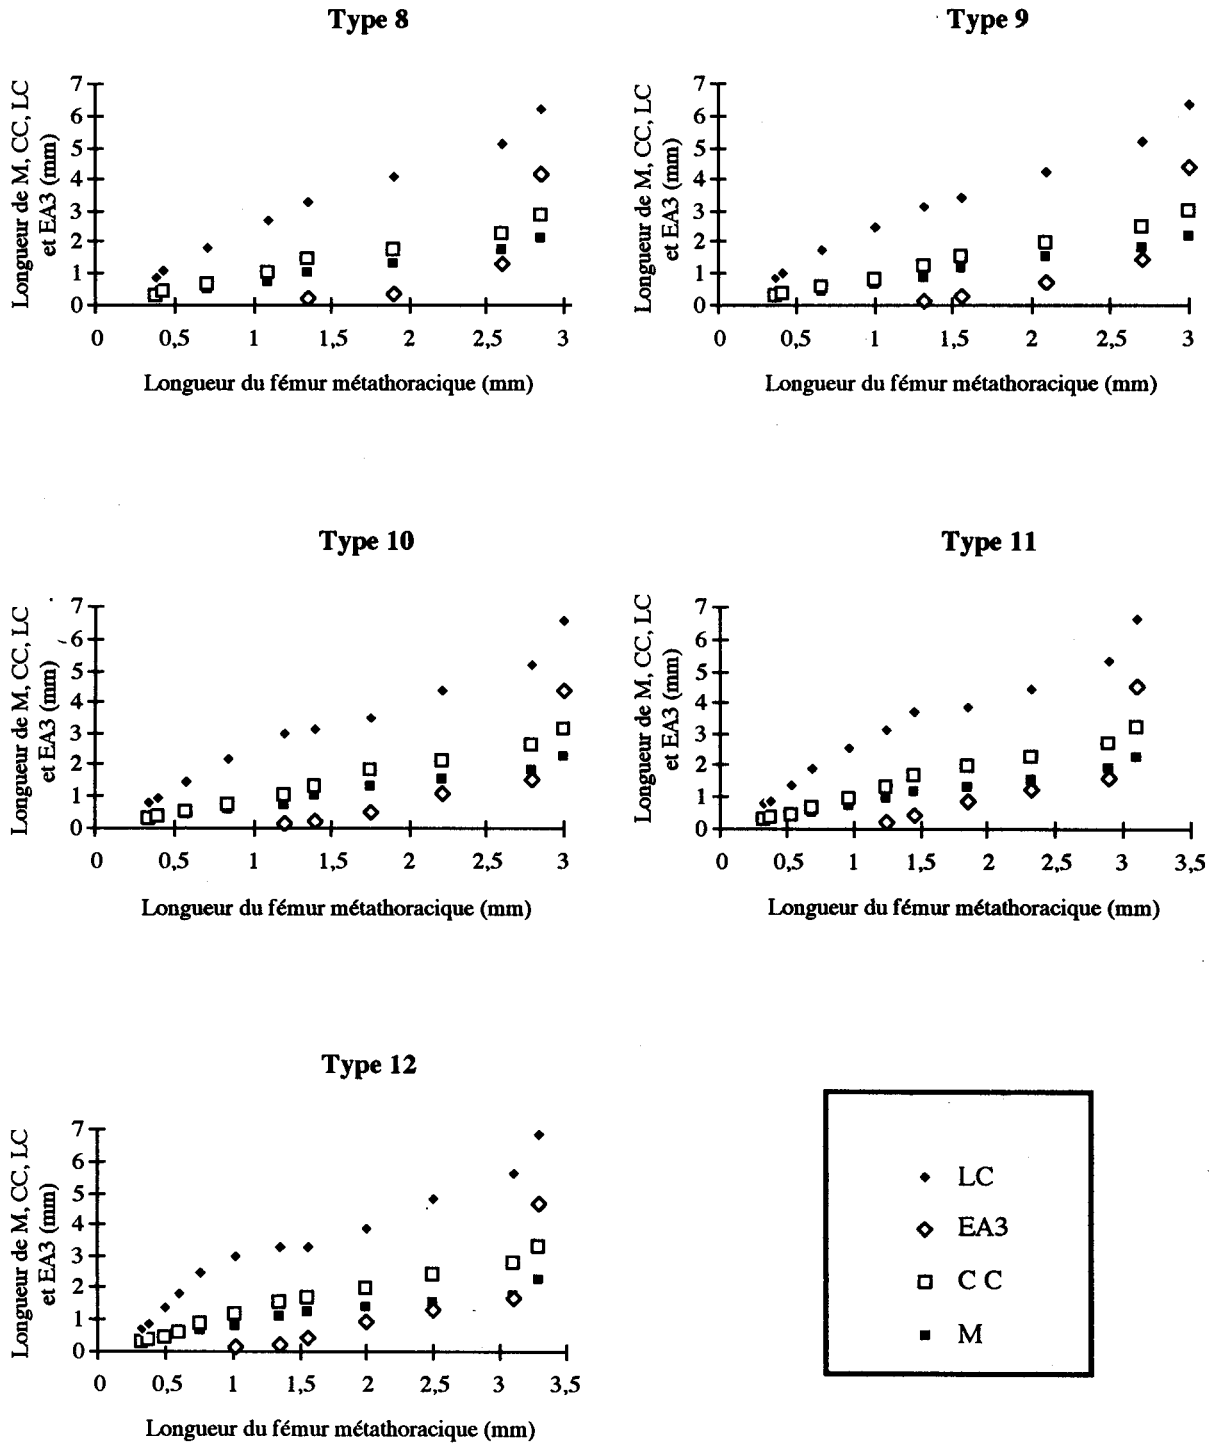 Type 8
Longueur de M, CC, LC
et EA3 (mm)
7
6
5
4
3
2
1
0
0 0,5 1 1,5 2 2,5 3
Longueur du fémur métathoracique (mm)
Type 9
Longueur de M, CC, LC
et EA3 (mm)
7
6
5
4
3
2
1
0
0 0,5 1 1,5 2 2,5 3
Longueur du fémur métathoracique (mm)
Type 10
Longueur de M, CC, LC
et EA3 (mm)
7
6
5
4
3
2
1
0
0 0,5 1 1,5 2 2,5 3
Longueur du fémur métathoracique (mm)
Type 11
Longueur de M, CC, LC
et EA3 (mm)
7
6
5
4
3
2
1
0
0 0,5 1 1,5 2 2,5 3 3,5
Longueur du fémur métathoracique (mm)
Type 12
Longueur de M, CC, LC
et EA3 (mm)
7
6
5
4
3
2
1
0
0 0,5 1 1,5 2 2,5 3 3,5
Longueur du fémur métathoracique (mm)
LC
EA3
C C
M